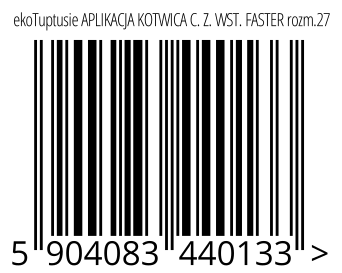 ekoTuptusie APLIKACJA KOTWICA C. Z. WST. FASTER rozm.27
5 904083 440133 >